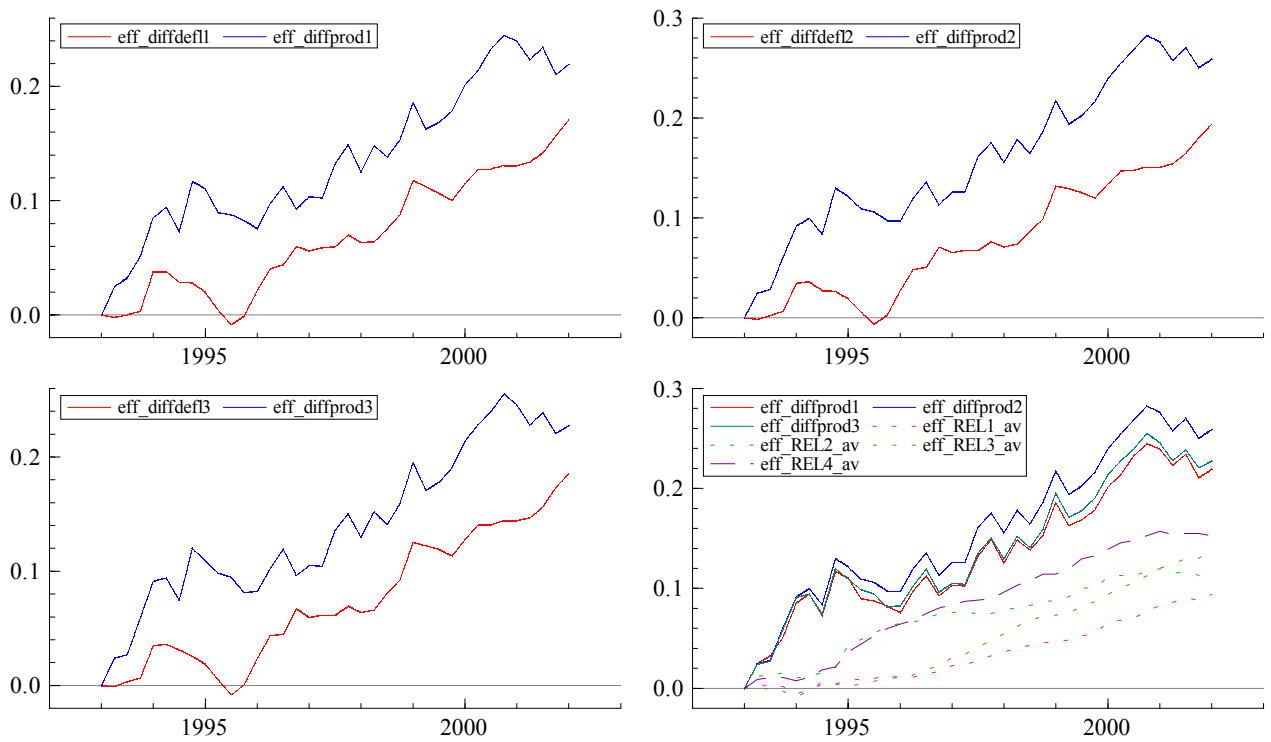 eff_diffdefl1 eff_diffprod1
0.2
0.1
0.0
1995 2000
0.3
eff_diffdefl2 eff_diffprod2
0.2
0.1
0.0
1995 2000
eff_diffdefl3 eff_diffprod3
0.2
0.1
0.0
1995 2000
0.3
eff_diffprod1 eff_diffprod2
eff_diffprod3 eff_REL1_av
eff_REL2_av eff_REL3_av
eff_REL4_av
0.2
0.1
0.0
1995 2000